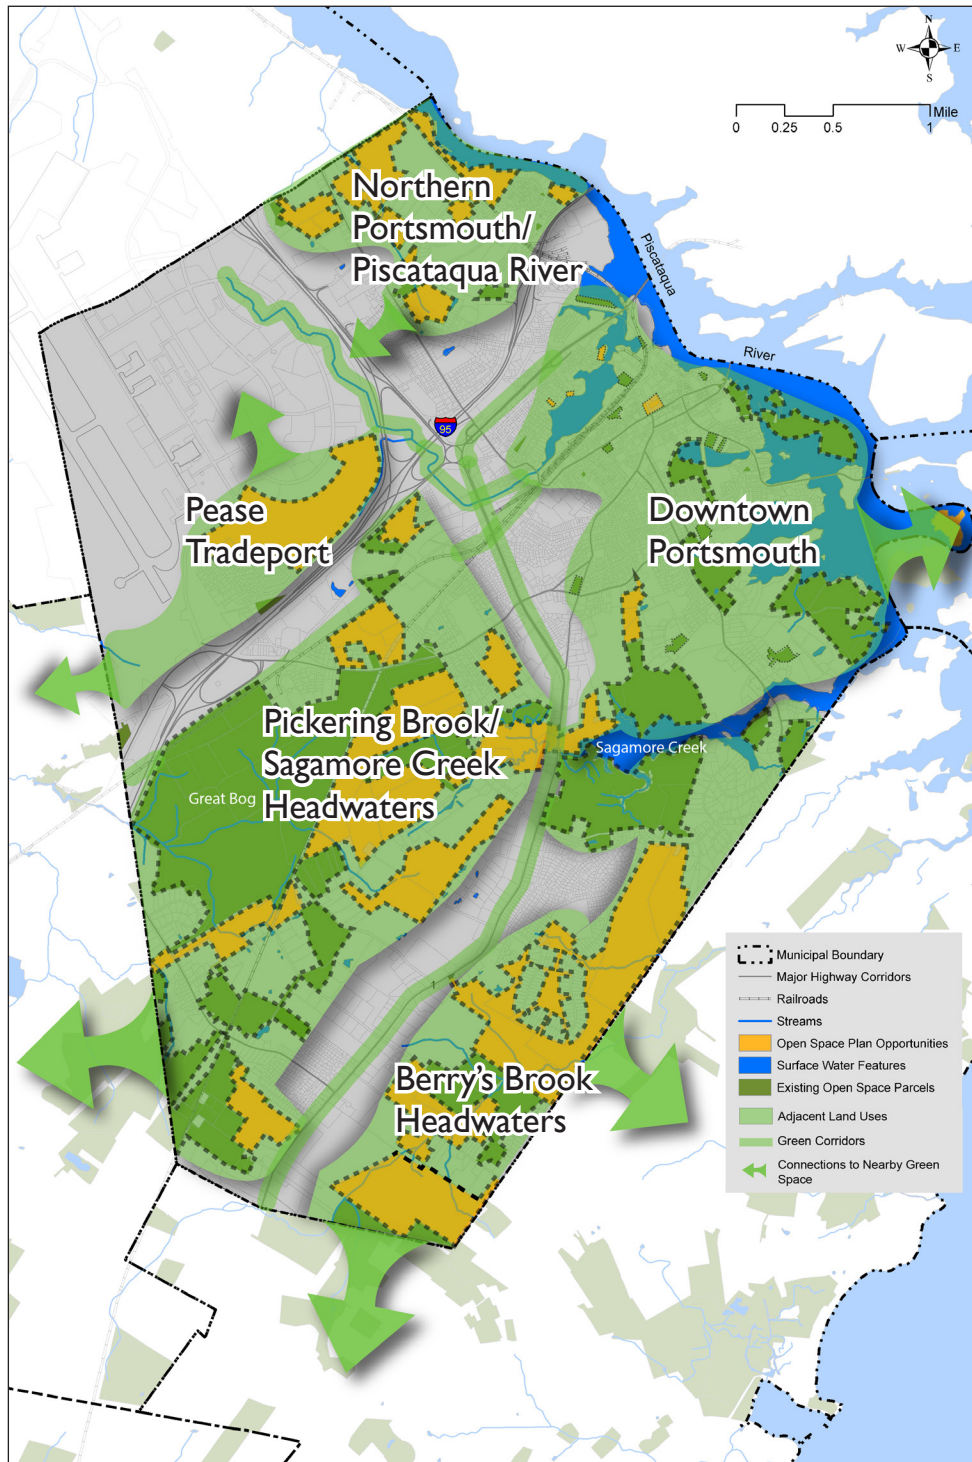 N
W
E
S
Mile
0
0.25
0.5
1
Northern
Portsmouth/
Piscataqua River
Piscataqua
River
95
Pease
Tradeport
Downtown
Portsmouth
Pickering Brook/
Sagamore Creek
Headwaters
Sagamore Creek
Great Bog
1
Berry's Brook
Headwaters
Municipal Boundary
Major Highway Corridors
Railroads
Streams
Open Space Plan Opportunities
Surface Water Features
Existing Open Space Parcels
Adjacent Land Uses
Green Corridors
Connections to Nearby Green
Space